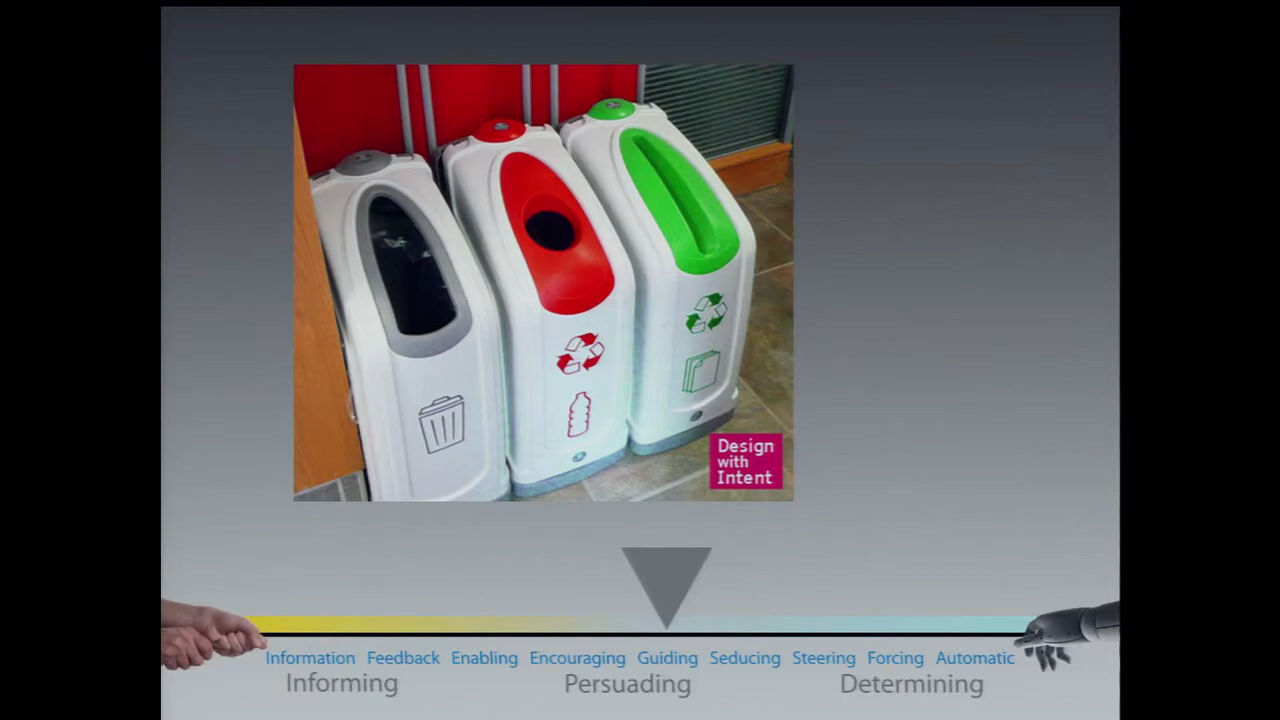 Design
with
Intent
Information Feedback Enabling Encouraging Guiding Seducing Steering Forcing Automatic
Informing Persuading Determining